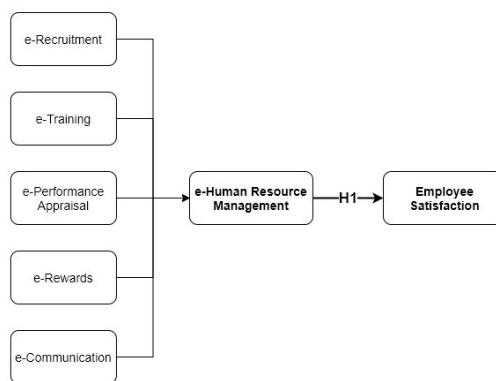 e-Recruitment
e-Training
e-Performance
Appraisal
e-Rewards
e-Communication
e-Human Resource
Management
H1
Employee
Satisfaction